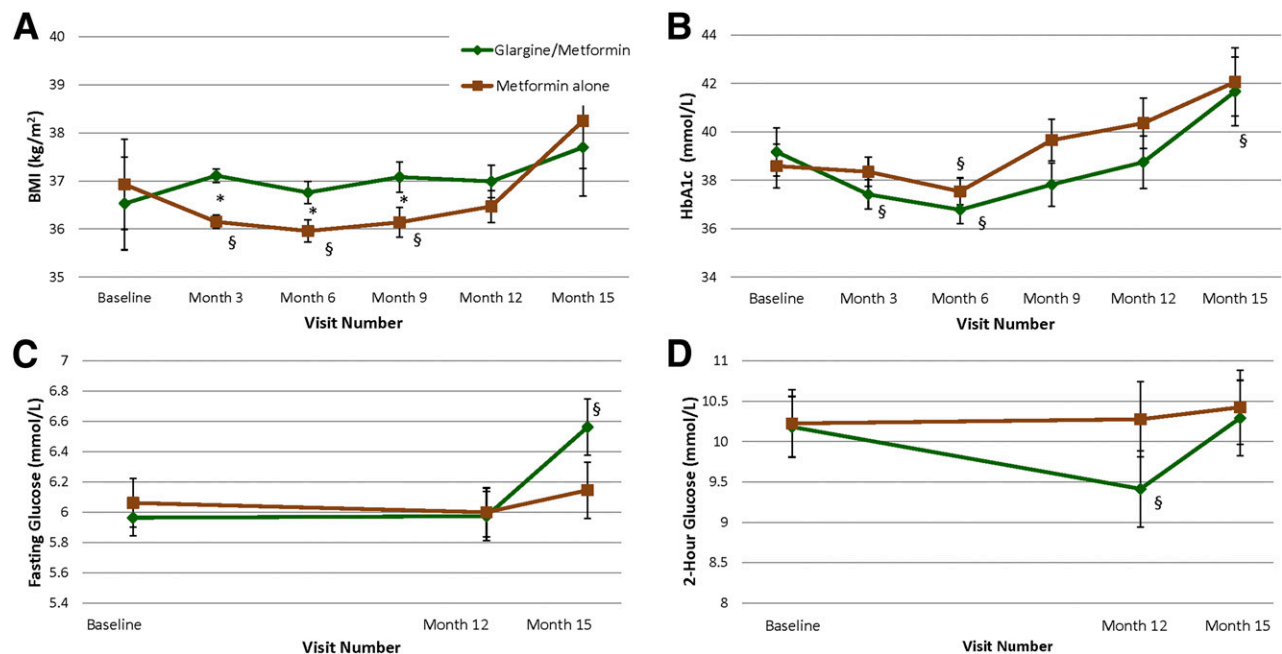 A
40
39
38
37
36
35
BMI (kg/m²)
Glargine/Metformin
Metformin alone
*
*
*
§
§
§
Baseline Month 3 Month 6 Month 9 Month 12 Month 15
Visit Number
B
44
42
40
38
36
34
HbA1c (mmol/L)
§
§
§
§
Baseline Month 3 Month 6 Month 9 Month 12 Month 15
Visit Number
C
7
6.8
6.6
6.4
6.2
6
5.8
5.6
5.4
Fasting Glucose (mmol/L)
§
Baseline Month 12 Month 15
Visit Number
D
11
10.5
10
9.5
9
8.5
8
2-Hour Glucose (mmol/L)
§
Baseline Month 12 Month 15
Visit Number